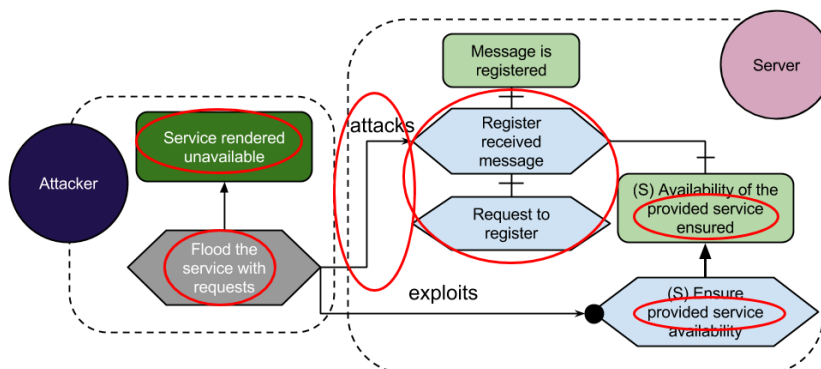 Message is
registered
Server
attacks
Service rendered
unavailable
Register
received
message
Attacker
(S) Availability of the
provided service
ensured
Request to
register
Flood the
service with
requests
exploits
(S) Ensure
provided service
availability